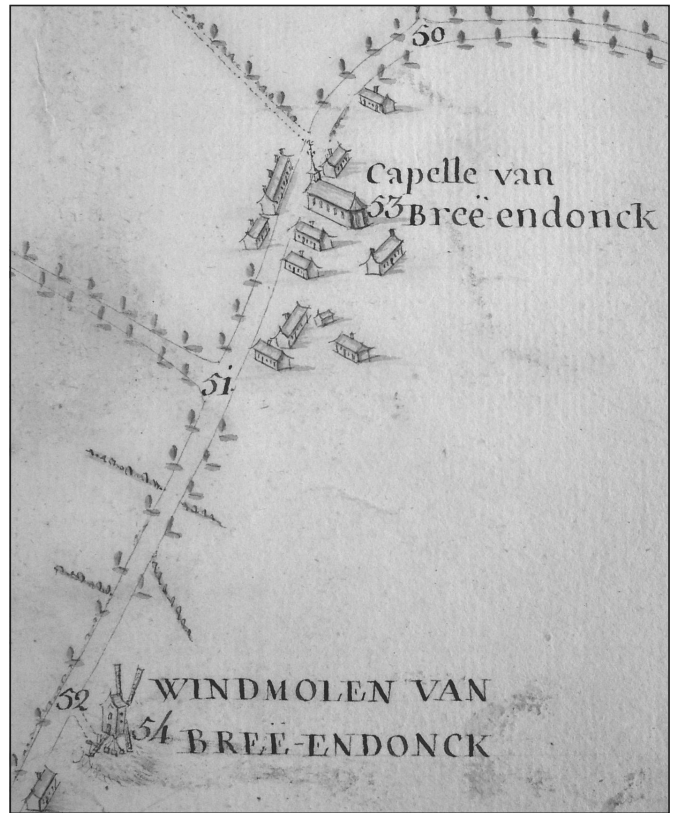 50
Capelle van
53 Breë-endonck
51
52
WINDMOLEN VAN
54 BREË-ENDONCK